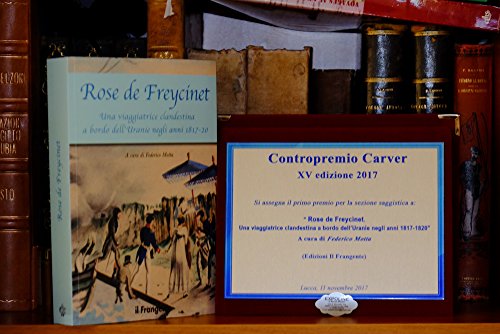 Rose de Freycinet
Una viaggiatrice clandestina
a bordo dell'Uranie negli anni 1817-20
A cura di Federico Motta
il Frangente
Rose de Freycinet
Contropremio Carver
XV edizione 2017
Si assegna il primo premio per la sezione saggistica a:
" Rose de Freycinet.
Una viaggiatrice clandestina a bordo dell'Uranie negli anni 1817-1820"
A cura di Federico Motta
(Edizioni Il Frangente)
Lucca, 11 novembre 2017
LIBIA